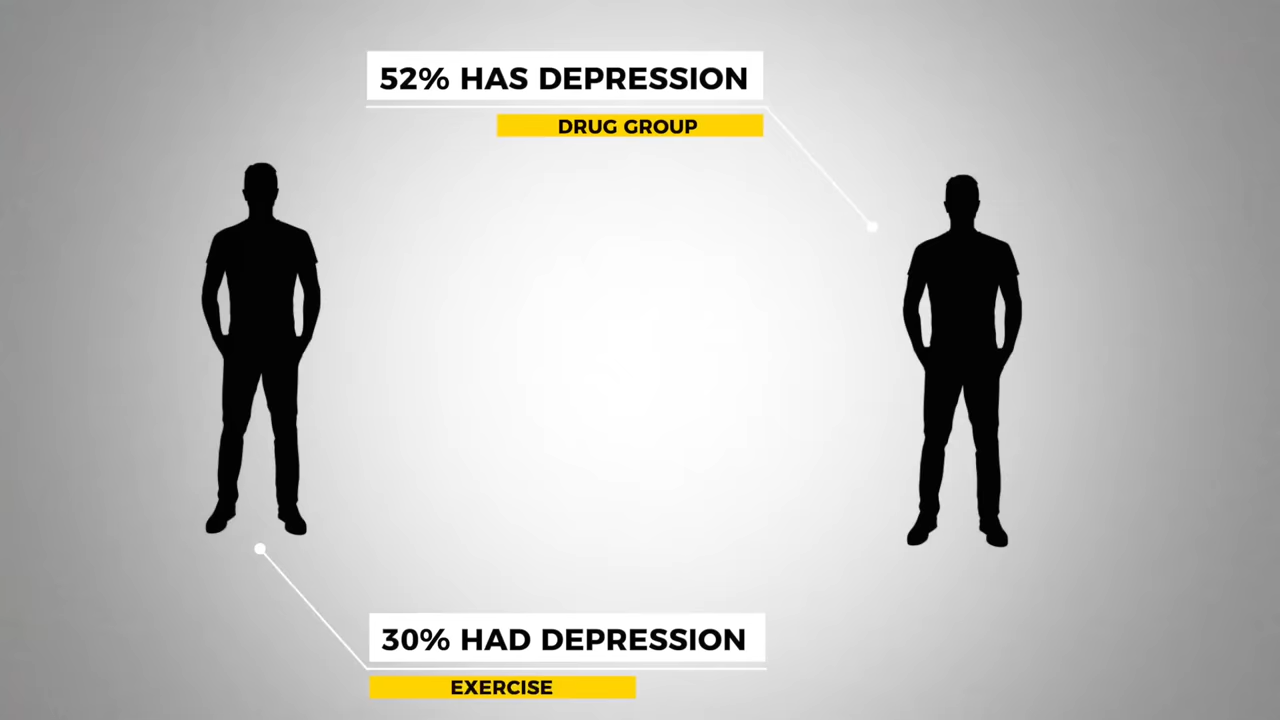 52% HAS DEPRESSION
DRUG GROUP
30% HAD DEPRESSION
EXERCISE